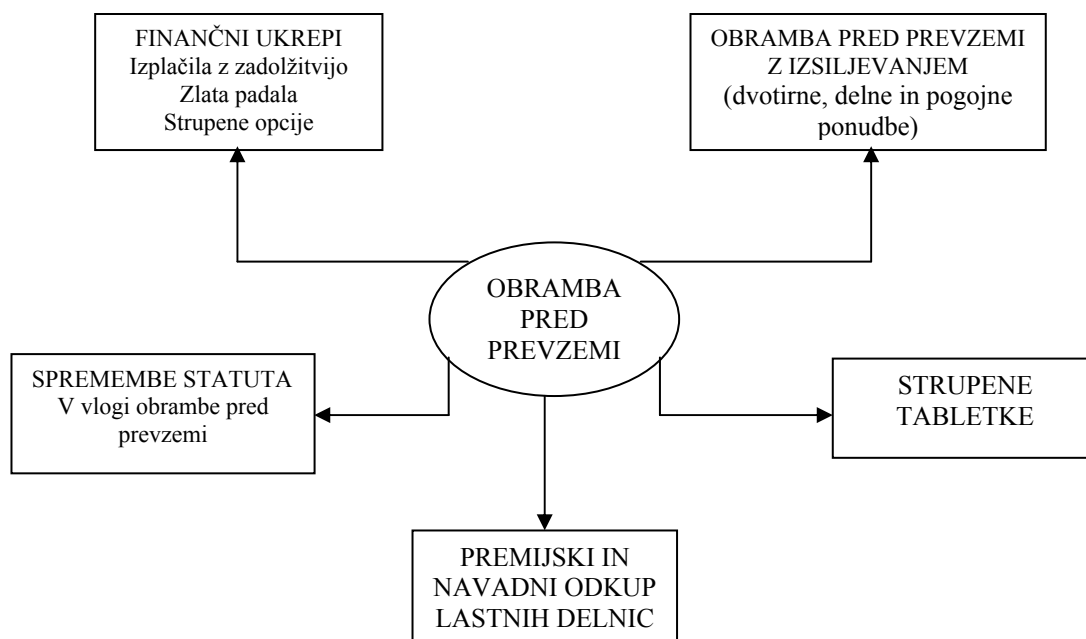 FINANČNI UKREPI
Izplačila z zadolžitvijo
Zlata padala
Strupene opcije
OBRAMBA PRED PREVZEMI
Z IZSILJEVANJEM
(dvotirne, delne in pogojne
ponudbe)
OBRAMBA
PRED
PREVZEMI
SPREMEMBE STATUTA
V vlogi obrambe pred
prevzemi
STRUPENE
TABLETKE
PREMIJSKI IN
NAVADNI ODKUP
LASTNIH DELNIC